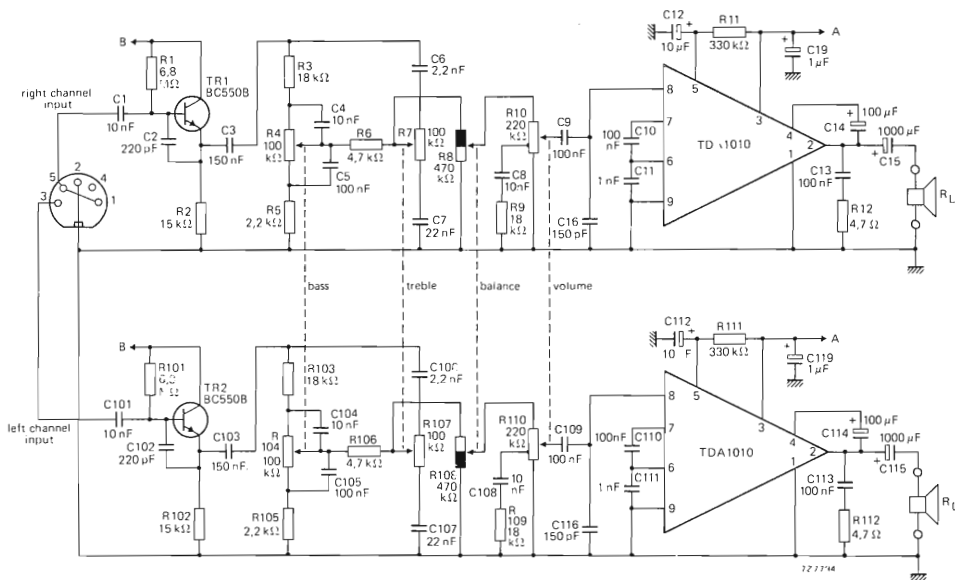 C12
10 µF
R11
330 kΩ
A
C19
1 µF
B
R1
6,8
MΩ
TR1
BC550B
right channel
input
C1
10 nF
C2
220 pF
C3
150 nF
R2
15 kΩ
R3
18 kΩ
C4
10 nF
R4
100
kΩ
R6
4,7 kΩ
C5
100 nF
R5
2,2 kΩ
C6
2,2 nF
R7
100
kΩ
R8
470
kΩ
C7
22 nF
R10
220
kΩ
C8
10nF
R9
18
kΩ
C9
100 nF
C16
150 pF
100
nF
C10
1 nF
C11
8
7
6
9
5
3
4
2
1
C14
100 µF
1000 µF
C15
C13
100 nF
R12
4,7 Ω
RL
5
2
4
3
1
bass
treble
balance
volume
C112
10
F
R111
330 kΩ
A
C119
1 µF
B
R101
TR2
BC550B
left channel
input
C101
10 nF
C102
220 pF
C103
150 nF
R102
15 kΩ
R103
18 kΩ
C104
10 nF
R
104
100
kΩ
R106
4,7 kΩ
C105
100 nF
R105
2,2 kΩ
2,2 nF
R107
100
kΩ
R108
470
kΩ
C107
22 nF
R110
220
kΩ
C108
10
nF
R
109
18
kΩ
C109
100 nF
C116
150 pF
100nF
C110
1 nF
C111
8
7
6
9
5
3
4
2
1
TDA1010
C114
100 µF
1000 µF
C115
C113
100 nF
R112
4,7 Ω